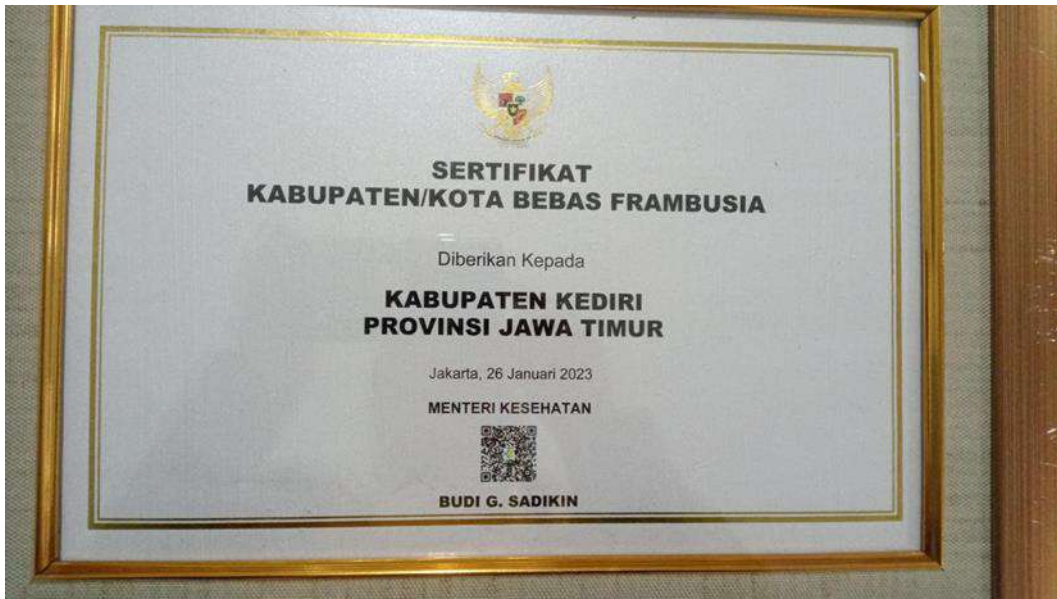 SERTIFIKAT
KABUPATEN/KOTA BEBAS FRAMBUSIA
Diberikan Kepada
KABUPATEN KEDIRI
PROVINSI JAWA TIMUR
Jakarta, 26 Januari 2023
MENTERI KESEHATAN
BUDI G. SADIKIN